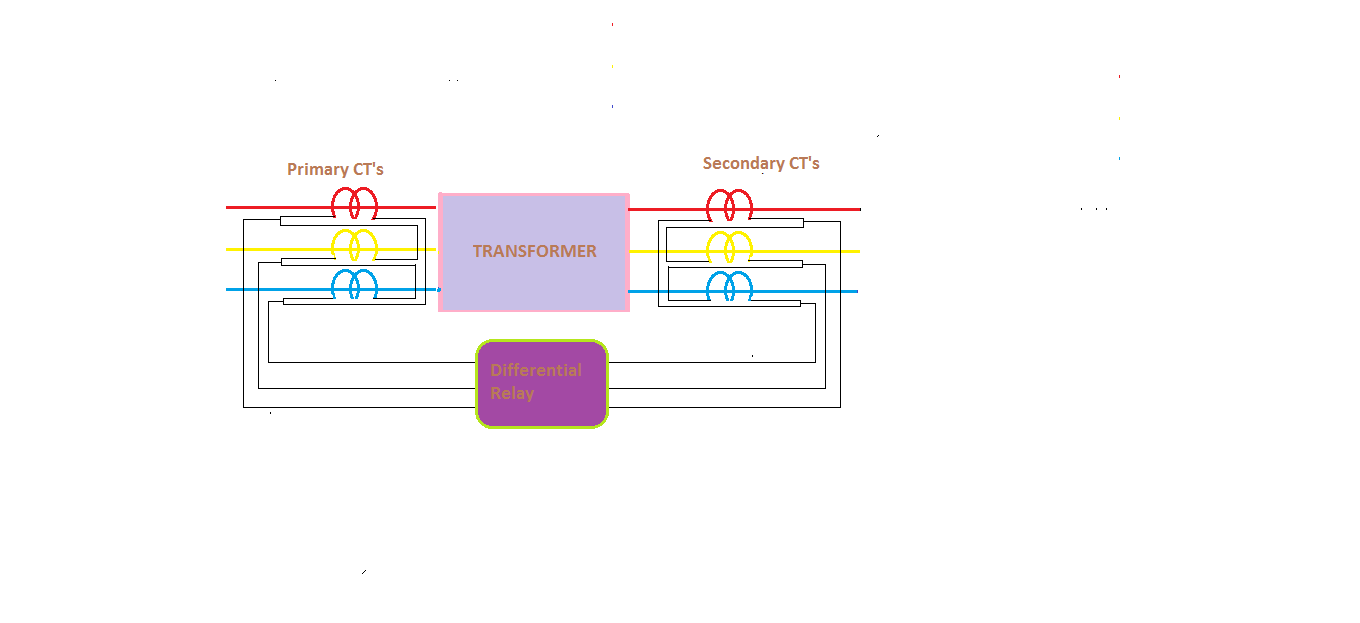 Primary CT's
Secondary CT's
TRANSFORMER
Differential
Relay